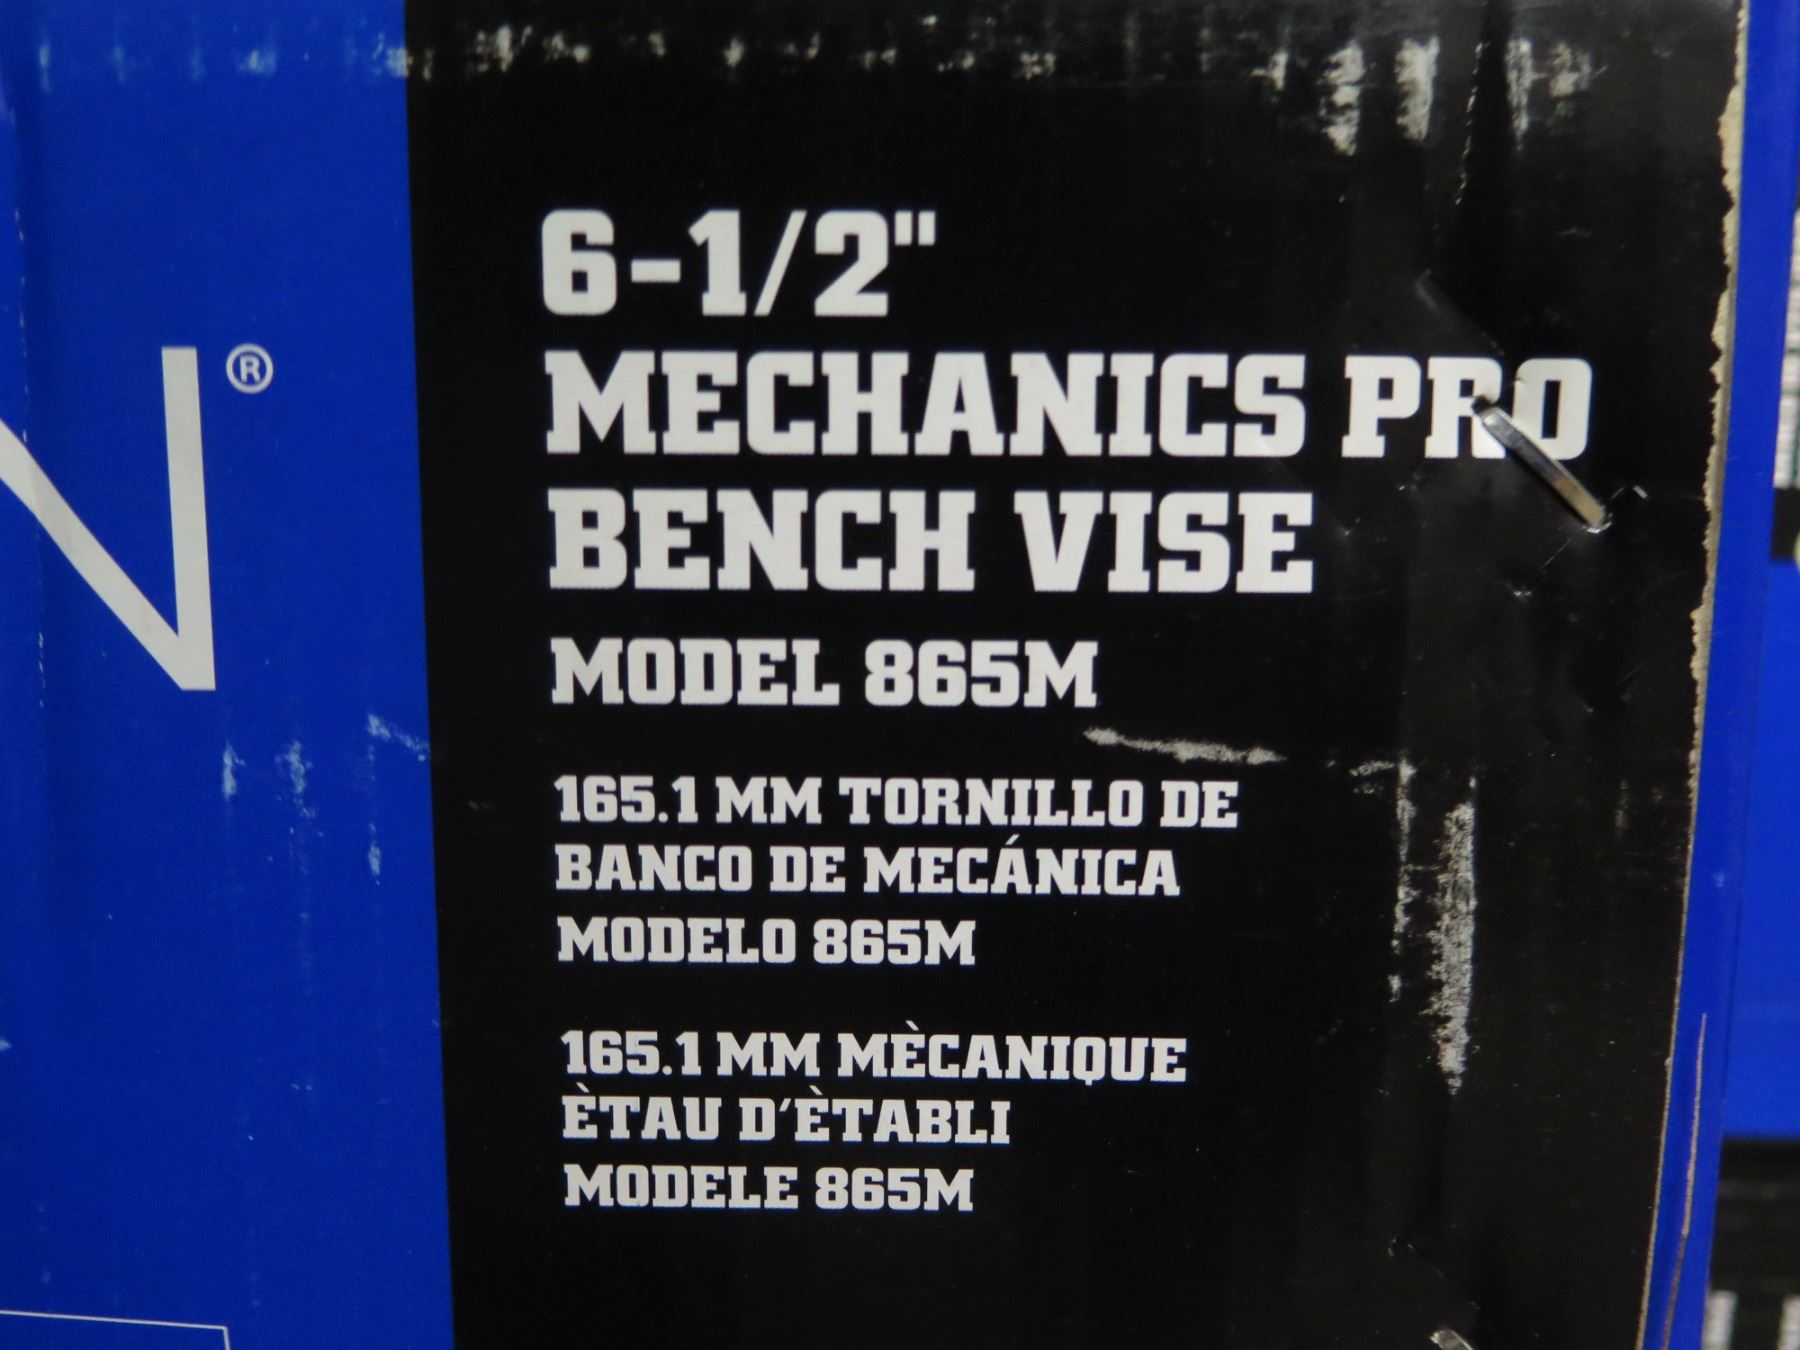 N®
6-1/2"
MECHANICS PRO
BENCH VISE
MODEL 865M
165.1 MM TORNILLO DE
BANCO DE MECÁNICA
MODELO 865M
165.1 MM MÈCANIQUE
ÈTAU D'ÈTABLI
MODELE 865M